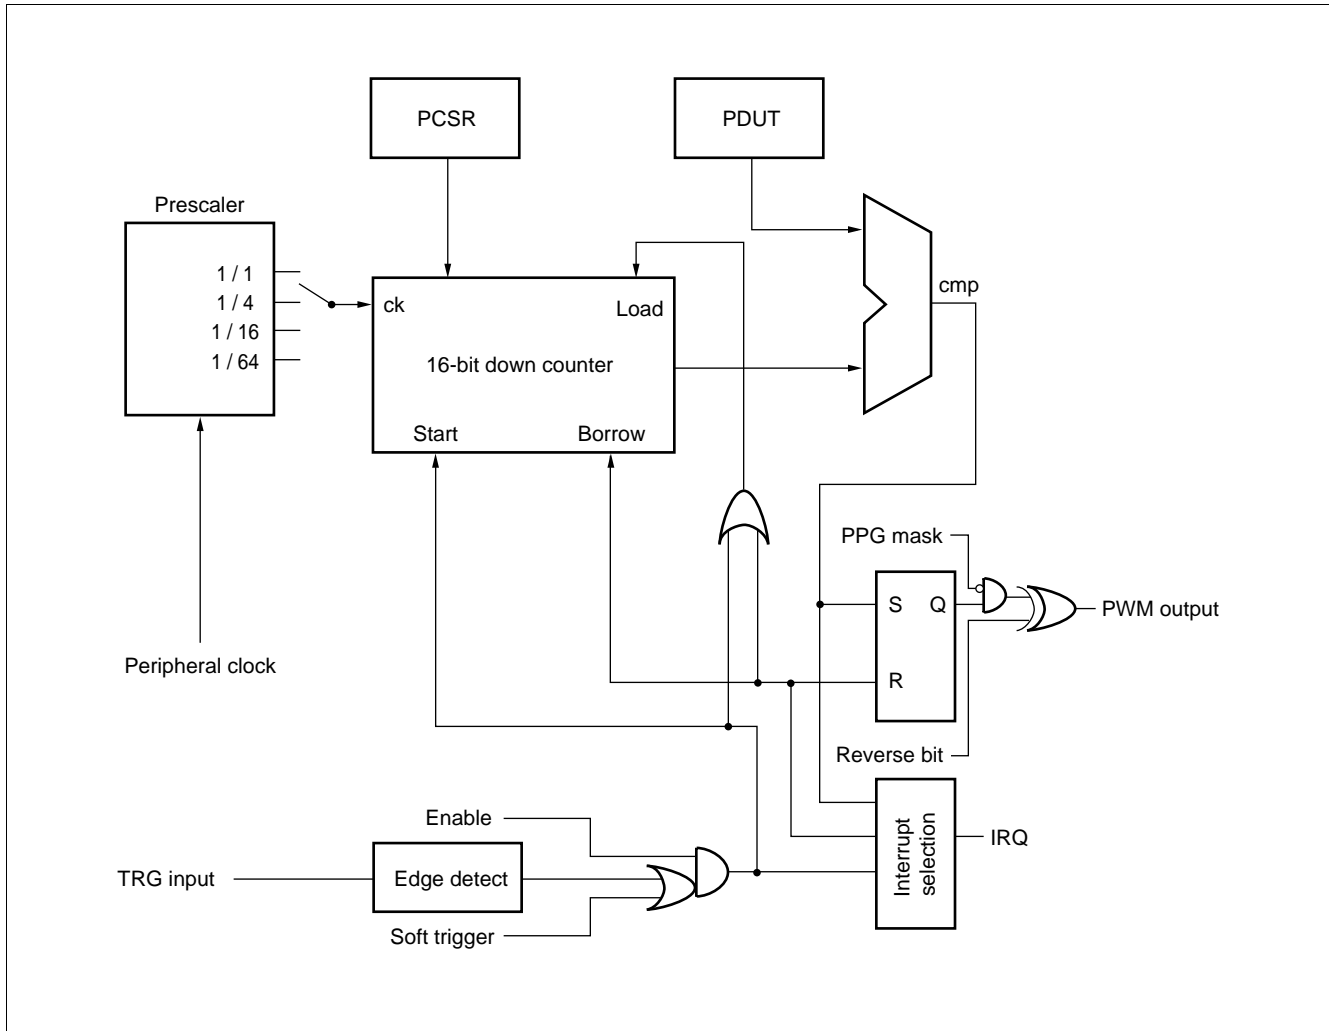 PCSR
PDUT
Prescaler
1 / 1
1 / 4
1 / 16
1 / 64
ck
Load
16-bit down counter
Start
Borrow
cmp
PPG mask
S
Q
R
PWM output
Peripheral clock
Reverse bit
Enable
TRG input
Edge detect
Soft trigger
Interrupt
selection
IRQ